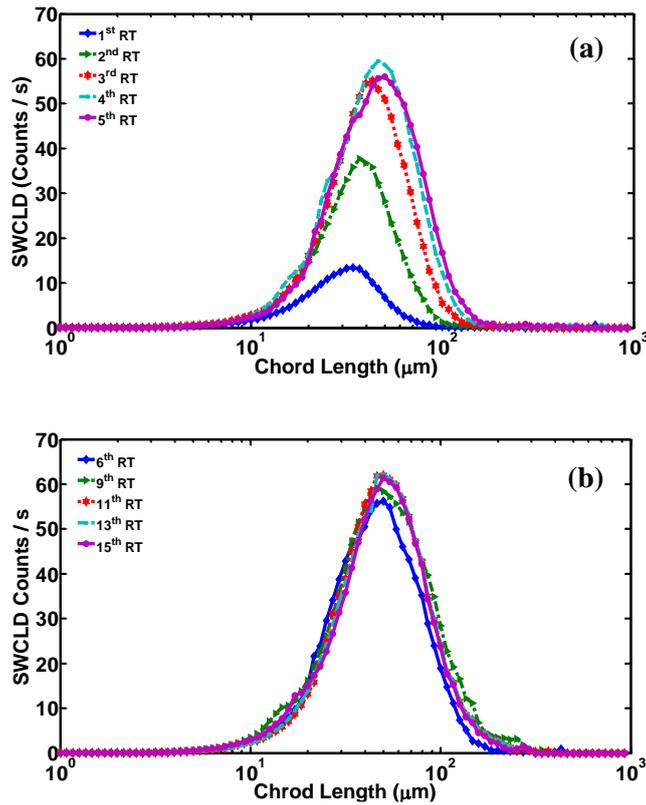 (a)
1st RT
2nd RT
3rd RT
4th RT
5th RT
SWCLD (Counts / s)
70
60
50
40
30
20
10
0
10^0
10^1
10^2
10^3
Chord Length (μm)
(b)
6th RT
9th RT
11th RT
13th RT
15th RT
SWCLD Counts / s)
70
60
50
40
30
20
10
0
10^0
10^1
10^2
10^3
Chrod Length (μm)